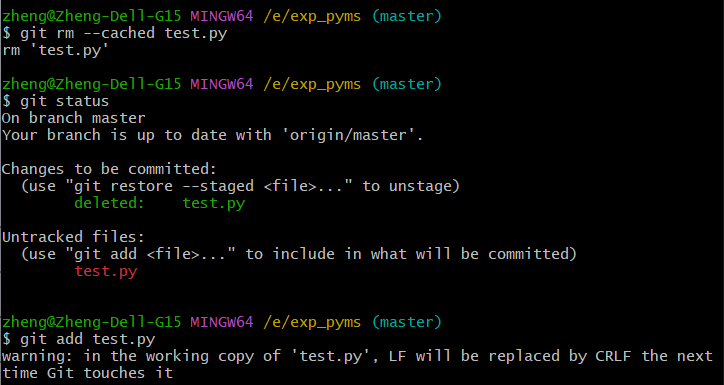 zheng@Zheng-Dell-G15 MINGW64 /e/exp_pyms (master)
$ git rm --cached test.py
rm 'test.py'

zheng@Zheng-Dell-G15 MINGW64 /e/exp_pyms (master)
$ git status
On branch master
Your branch is up to date with 'origin/master'.

Changes to be committed:
  (use "git restore --staged <file>..." to unstage)
        deleted:    test.py

Untracked files:
  (use "git add <file>..." to include in what will be committed)
        test.py


zheng@Zheng-Dell-G15 MINGW64 /e/exp_pyms (master)
$ git add test.py
warning: in the working copy of 'test.py', LF will be replaced by CRLF the next
time Git touches it